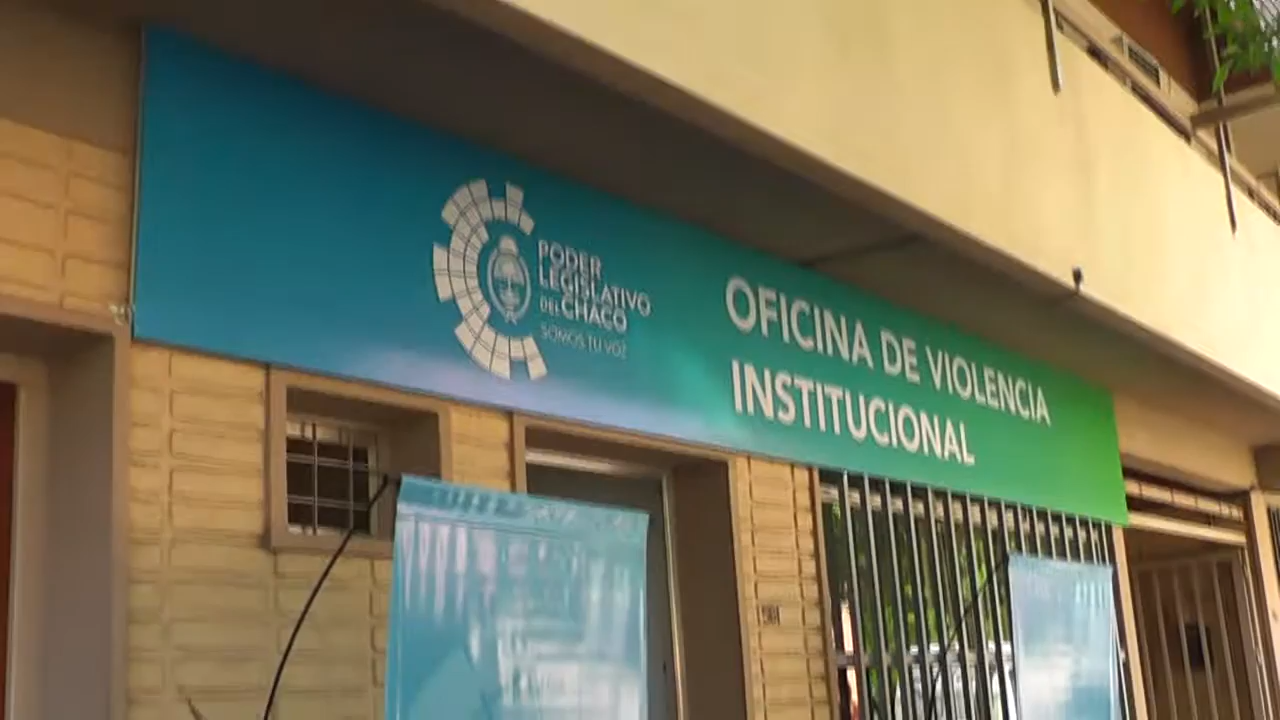 PODER
LEGISLATIVO
DEL CHACO
SOMOS TU VOZ
OFICINA DE VIOLENCIA
INSTITUCIONAL